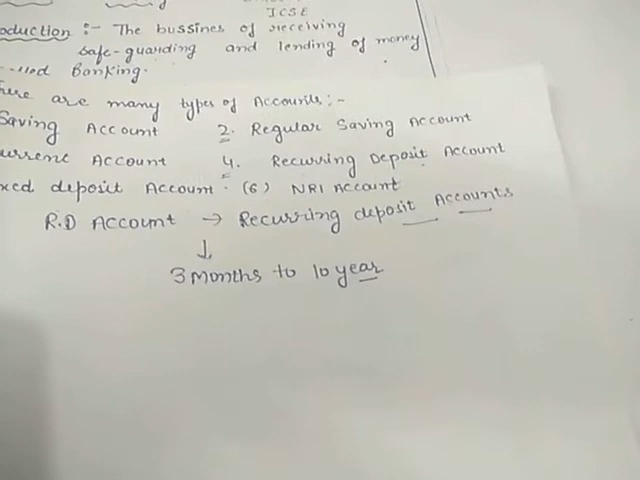 ICSE
oduction :- The bussines of receiving
safe-guanding and lending of money
Banking.
here are many types of Accounts :-
Saving Account 2. Regular Saving Account
urrent Account 4. Recurring Deposit Account
xed deposit Account. (6) NRI Account
R.D Account → Recurring deposit Accounts
↓
3 Months to 10 year